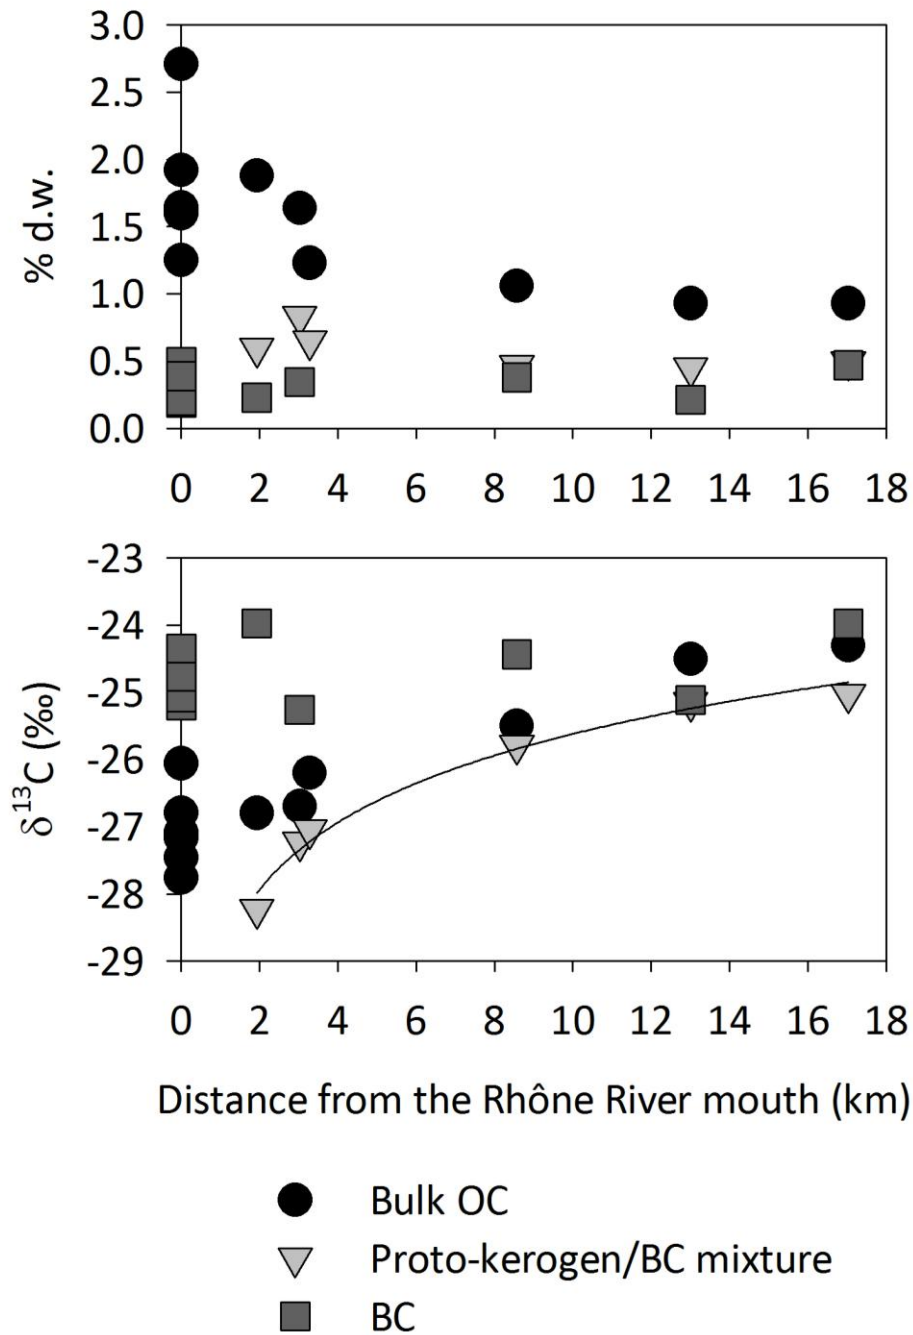 3.0
2.5
2.0
1.5
1.0
0.5
0.0
% d.w.
0 2 4 6 8 10 12 14 16 18
-23
-24
-25
-26
-27
-28
-29
δ¹³C (‰)
0 2 4 6 8 10 12 14 16 18
Distance from the Rhône River mouth (km)
Bulk OC
Proto-kerogen/BC mixture
BC